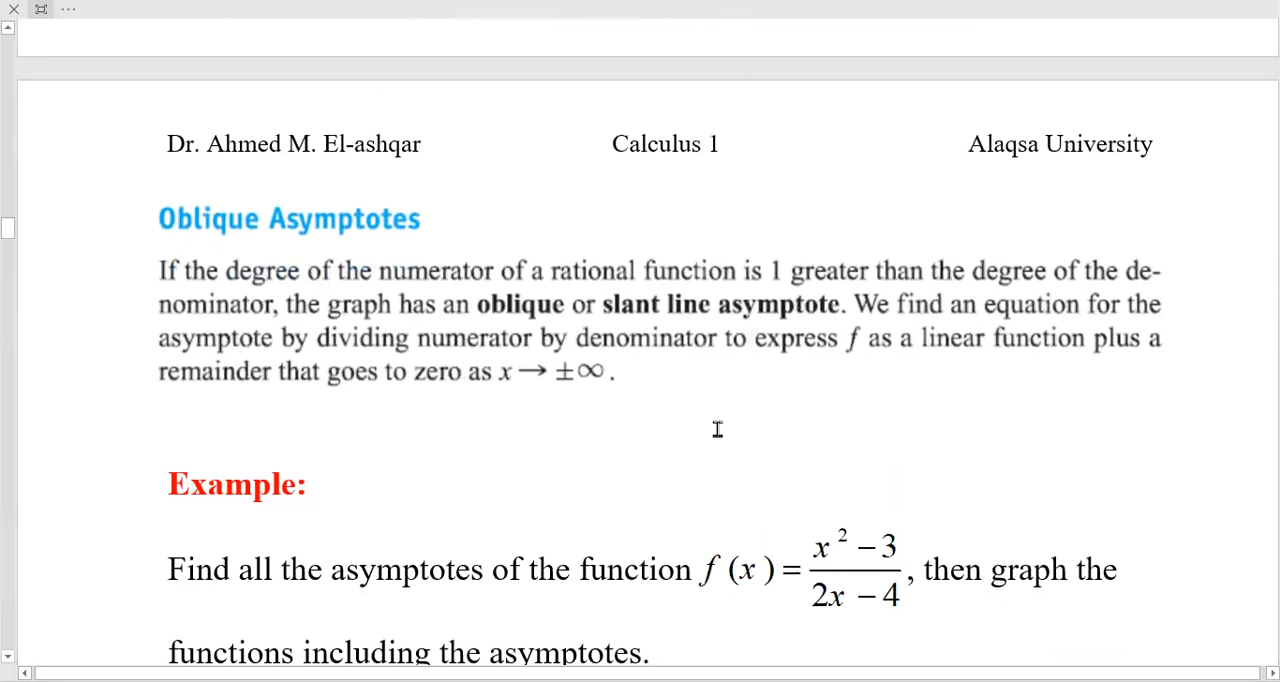 Dr. Ahmed M. El-ashqar Calculus 1 Alaqsa University
Oblique Asymptotes
If the degree of the numerator of a rational function is 1 greater than the degree of the de-
nominator, the graph has an oblique or slant line asymptote. We find an equation for the
asymptote by dividing numerator by denominator to express f as a linear function plus a
remainder that goes to zero as x → ±∞.
Example:
Find all the asymptotes of the function f (x) = (x² − 3)/(2x − 4), then graph the
functions including the asymptotes.